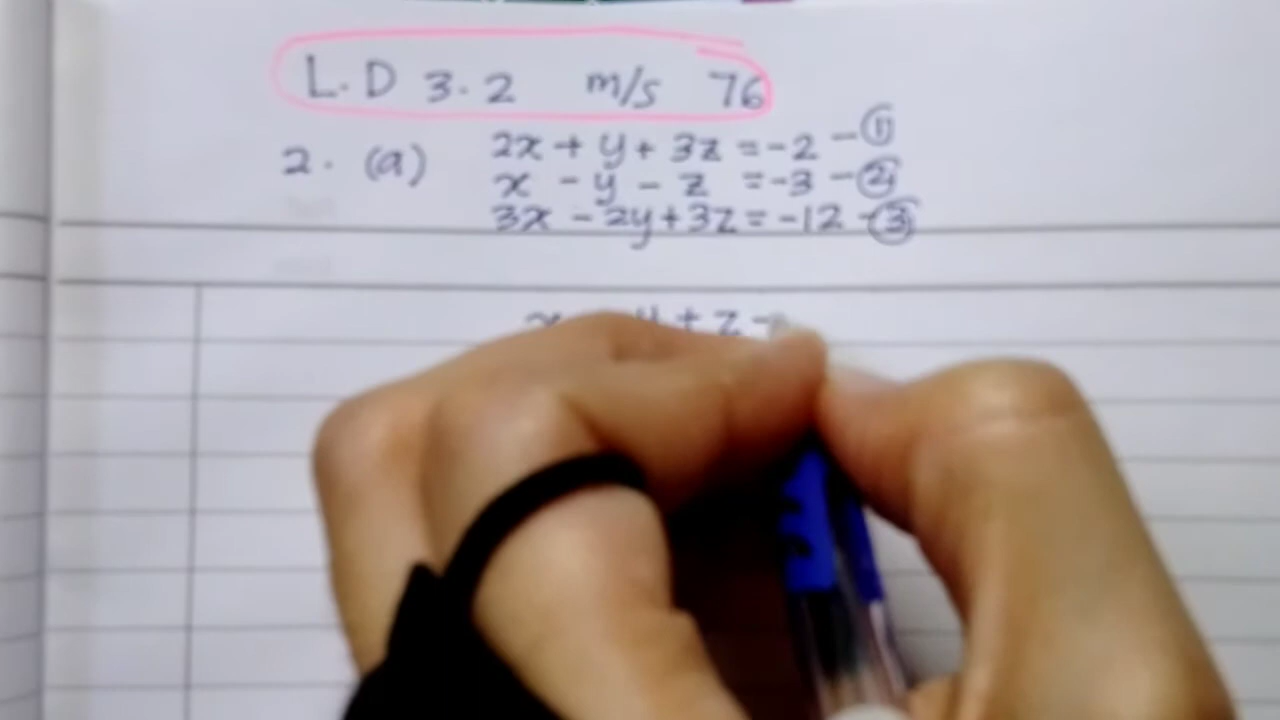 L.D 3.2 m/s 76
2. (a) 2x + y + 3z = -2 - ①
x - y - z = -3 - ②
3x - 2y + 3z = -12 - ③
y + z